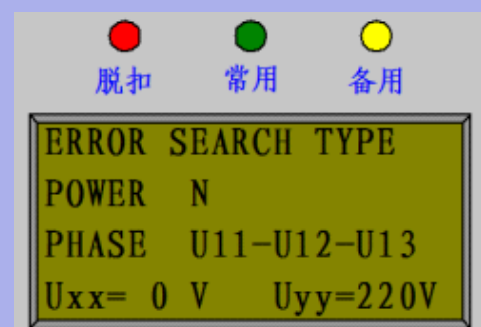 脱扣 常用 备用
ERROR SEARCH TYPE
POWER N
PHASE U11-U12-U13
Uxx= 0 V Uyy=220V